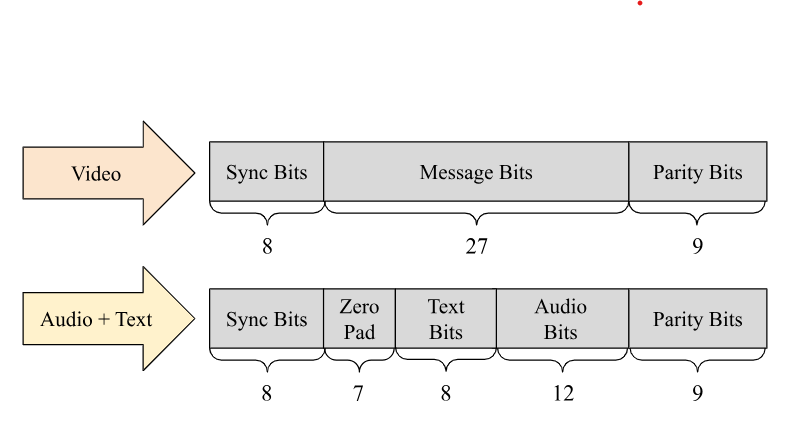 Video
Sync Bits
Message Bits
Parity Bits
8
27
9
Audio + Text
Sync Bits
Zero
Pad
Text
Bits
Audio
Bits
Parity Bits
8
7
8
12
9